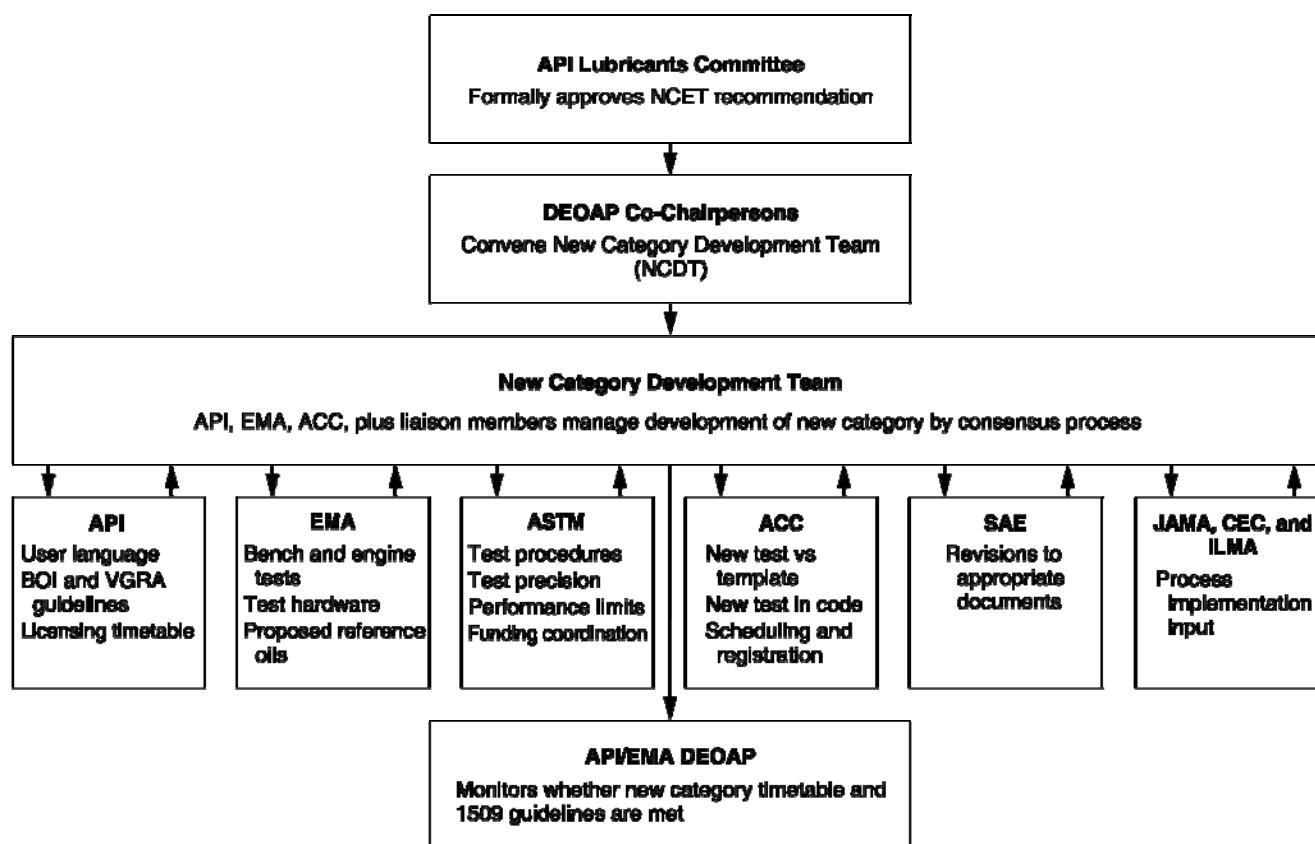 API Lubricants Committee
Formally approves NCET recommendation
DEOAP Co-Chairpersons
Convene New Category Development Team
(NCDT)
New Category Development Team
API, EMA, ACC, plus liaison members manage development of new category by consensus process
API
User language
BOI and VGRA
guidelines
Licensing timetable
EMA
Bench and engine
tests
Test hardware
Proposed reference
oils
ASTM
Test procedures
Test precision
Performance limits
Funding coordination
ACC
New test vs
template
New test in code
Scheduling and
registration
SAE
Revisions to
appropriate
documents
JAMA, CEC, and
ILMA
Process
implementation
input
API/EMA DEOAP
Monitors whether new category timetable and
1509 guidelines are met